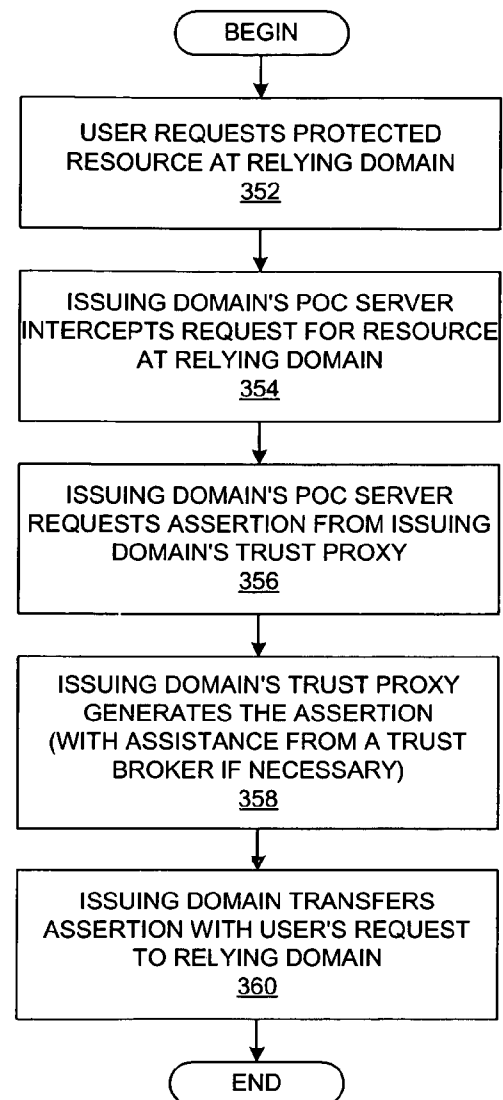 BEGIN
USER REQUESTS PROTECTED
RESOURCE AT RELYING DOMAIN
352
ISSUING DOMAIN'S POC SERVER
INTERCEPTS REQUEST FOR RESOURCE
AT RELYING DOMAIN
354
ISSUING DOMAIN'S POC SERVER
REQUESTS ASSERTION FROM ISSUING
DOMAIN'S TRUST PROXY
356
ISSUING DOMAIN'S TRUST PROXY
GENERATES THE ASSERTION
(WITH ASSISTANCE FROM A TRUST
BROKER IF NECESSARY)
358
ISSUING DOMAIN TRANSFERS
ASSERTION WITH USER'S REQUEST
TO RELYING DOMAIN
360
END